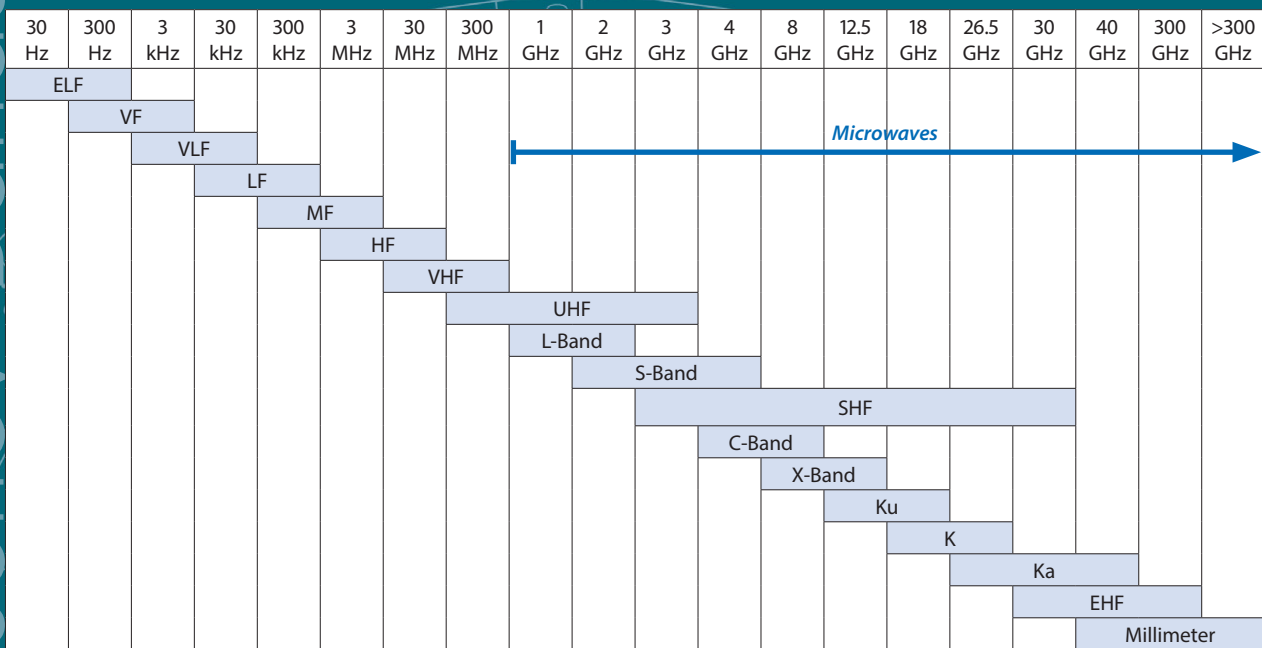 30 300 3 30 300 3 30 300 1 2 3 4 8 12.5 18 26.5 30 40 300 >300
Hz Hz kHz kHz kHz MHz MHz MHz GHz GHz GHz GHz GHz GHz GHz GHz GHz GHz GHz GHz
ELF
VF
Microwaves
VLF
LF
MF
HF
VHF
UHF
L-Band
S-Band
SHF
C-Band
X-Band
Ku
K
Ka
EHF
Millimeter